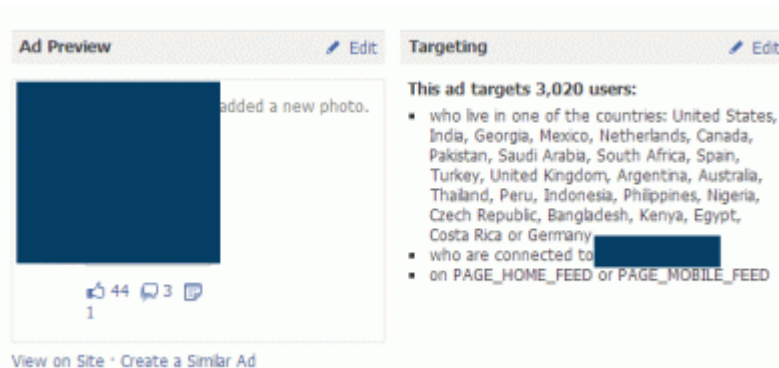 Ad Preview
Edit
added a new photo.
44 3
1
View on Site · Create a Similar Ad
Targeting
Edit
This ad targets 3,020 users:
who live in one of the countries: United States,
India, Georgia, Mexico, Netherlands, Canada,
Pakistan, Saudi Arabia, South Africa, Spain,
Turkey, United Kingdom, Argentina, Australia,
Thailand, Peru, Indonesia, Philippines, Nigeria,
Czech Republic, Bangladesh, Kenya, Egypt,
Costa Rica or Germany
who are connected to
on PAGE_HOME_FEED or PAGE_MOBILE_FEED